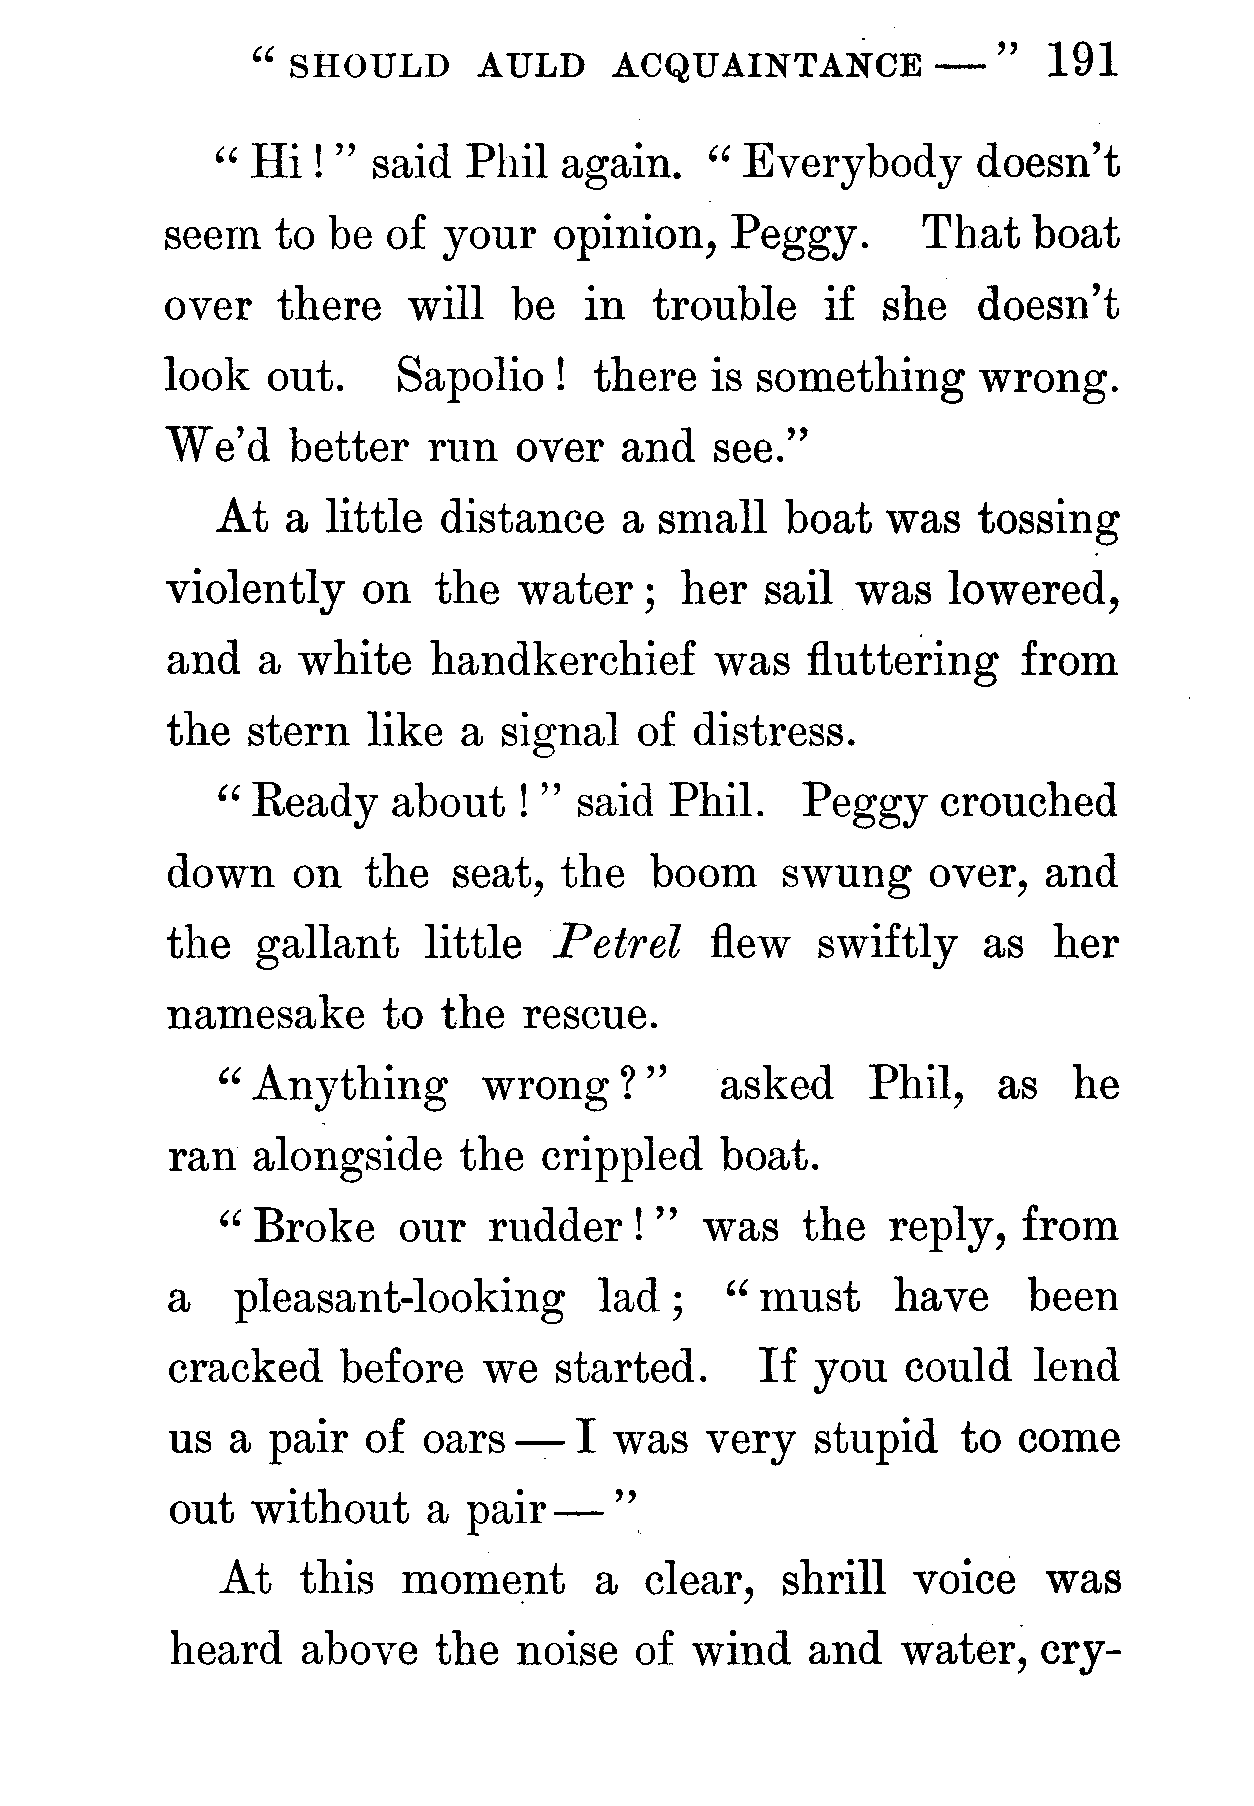 “ SHOULD AULD ACQUAINTANCE — ” 191
“ Hi ! ” said Phil again. “ Everybody doesn’t
seem to be of your opinion, Peggy. That boat
over there will be in trouble if she doesn’t
look out. Sapolio ! there is something wrong.
We’d better run over and see.”
At a little distance a small boat was tossing
violently on the water ; her sail was lowered,
and a white handkerchief was fluttering from
the stern like a signal of distress.
“ Ready about ! ” said Phil. Peggy crouched
down on the seat, the boom swung over, and
the gallant little Petrel flew swiftly as her
namesake to the rescue.
“ Anything wrong ? ” asked Phil, as he
ran alongside the crippled boat.
“ Broke our rudder ! ” was the reply, from
a pleasant-looking lad ; “ must have been
cracked before we started. If you could lend
us a pair of oars — I was very stupid to come
out without a pair — ”
At this moment a clear, shrill voice was
heard above the noise of wind and water, cry-